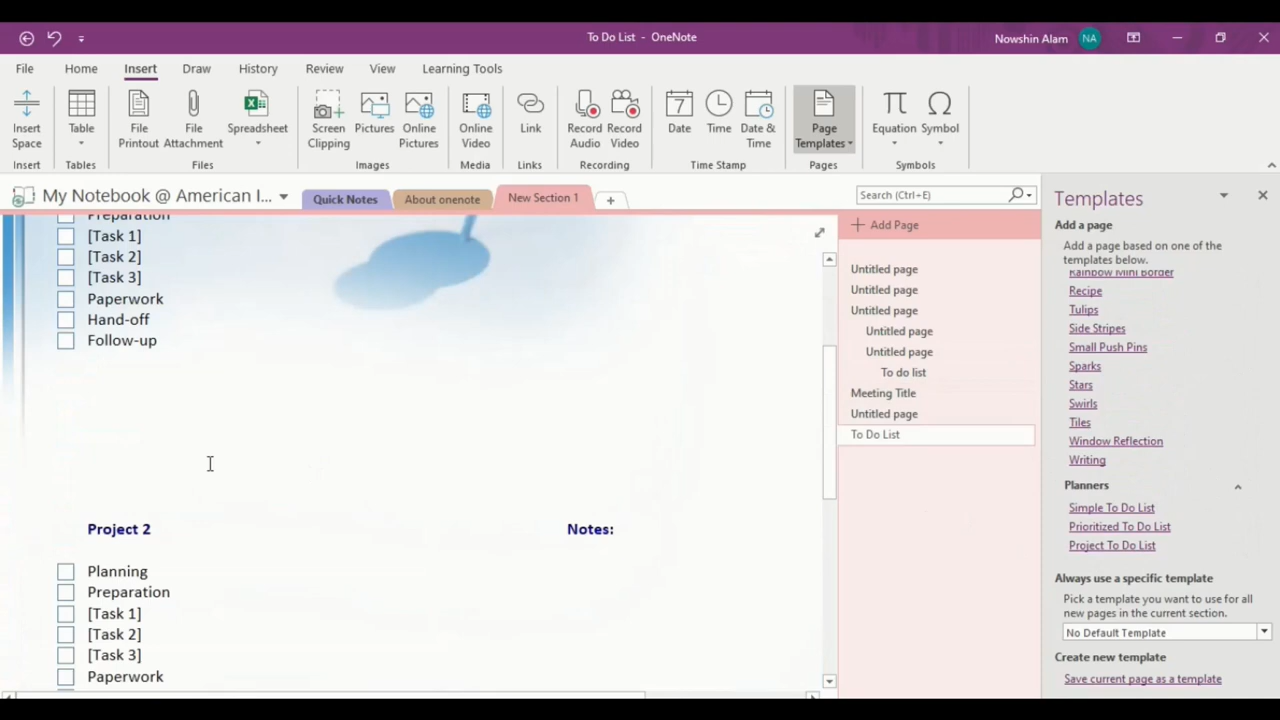 To Do List - OneNote
Nowshin Alam NA
File Home Insert Draw History Review View Learning Tools
Insert Space
Table
File Printout
File Attachment
Spreadsheet
Screen Clipping
Pictures
Online Pictures
Online Video
Link
Record Audio
Record Video
Date
Time
Date & Time
Page Templates
Equation
Symbol
Insert Tables Files Images Media Links Recording Time Stamp Pages Symbols
My Notebook @ American I... Quick Notes About onenote New Section 1
Search (Ctrl+E)
Preparation
[Task 1]
[Task 2]
[Task 3]
Paperwork
Hand-off
Follow-up
Project 2 Notes:
Planning
Preparation
[Task 1]
[Task 2]
[Task 3]
Paperwork
Add Page
Untitled page
Untitled page
Untitled page
Untitled page
Untitled page
To do list
Meeting Title
Untitled page
To Do List
Templates
Add a page
Add a page based on one of the
templates below.
Rainbow Mini Border
Recipe
Tulips
Side Stripes
Small Push Pins
Sparks
Stars
Swirls
Tiles
Window Reflection
Writing
Planners
Simple To Do List
Prioritized To Do List
Project To Do List
Always use a specific template
Pick a template you want to use for all
new pages in the current section.
No Default Template
Create new template
Save current page as a template